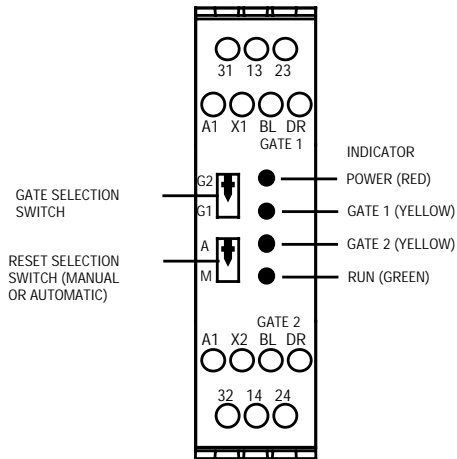 31 13 23
A1 X1 BL DR
GATE 1
INDICATOR
G2
POWER (RED)
GATE SELECTION
SWITCH
G1
GATE 1 (YELLOW)
A
GATE 2 (YELLOW)
RESET SELECTION
SWITCH (MANUAL
OR AUTOMATIC)
M
RUN (GREEN)
GATE 2
A1 X2 BL DR
32 14 24